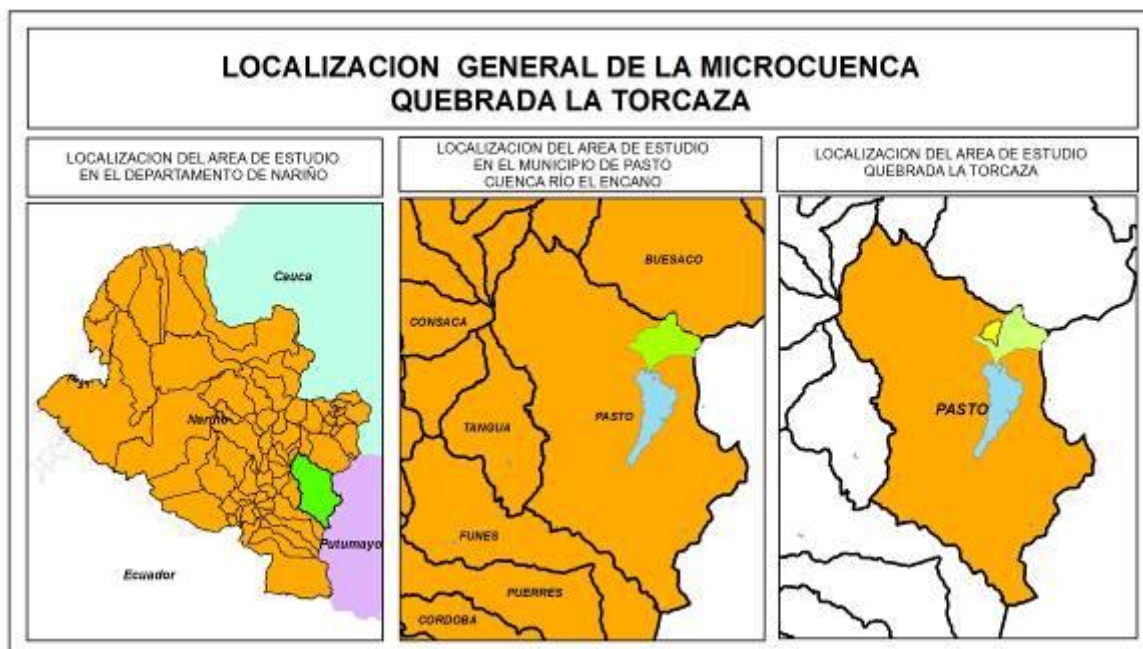 LOCALIZACION GENERAL DE LA MICROCUENCA
QUEBRADA LA TORCAZA
LOCALIZACION DEL AREA DE ESTUDIO
EN EL DEPARTAMENTO DE NARIÑO
Cauca
Nariño
Putumayo
Ecuador
LOCALIZACION DEL AREA DE ESTUDIO
EN EL MUNICIPIO DE PASTO
CUENCA RÍO EL ENCANO
BUESACO
CONSACA
PASTO
TANGUA
FUNES
PUERRES
CORDOBA
LOCALIZACION DEL AREA DE ESTUDIO
QUEBRADA LA TORCAZA
PASTO